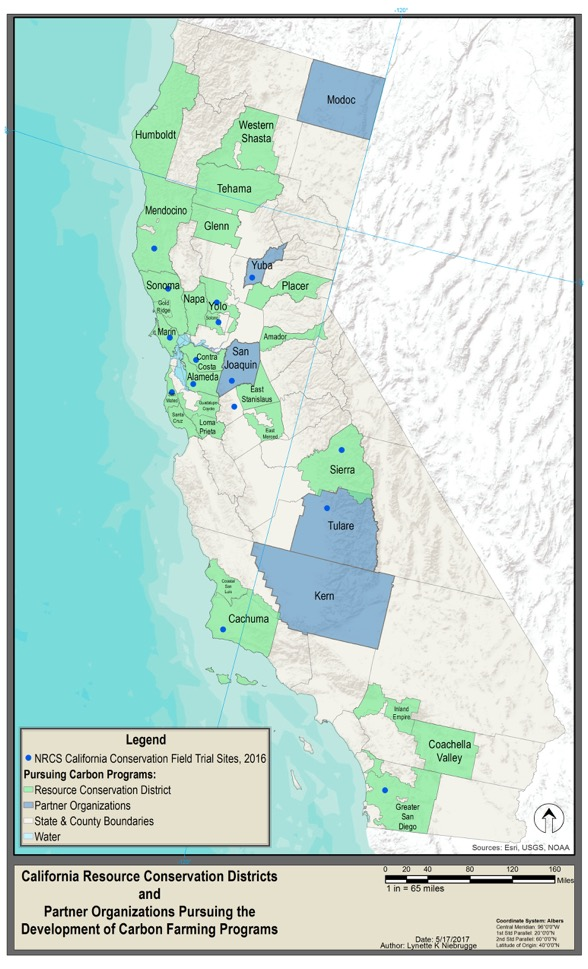 -120°
Modoc
Humboldt
Western
Shasta
Tehama
Mendocino
Glenn
Yuba
Placer
Sonoma
Napa
Yolo
Gold
Ridge
Solano
Marin
Amador
Contra
Costa
San
Joaquin
Alameda
East
Stanislaus
Mateo
Guadalupe
Coyote
Santa
Cruz
Loma
Prieta
East
Merced
Sierra
Tulare
Kern
Coastal
San
Luis
Cachuma
Inland
Empire
Coachella
Valley
Greater
San
Diego
Legend
NRCS California Conservation Field Trial Sites, 2016
Pursuing Carbon Programs:
Resource Conservation District
Partner Organizations
State & County Boundaries
Water
Sources: Esri, USGS, NOAA
California Resource Conservation Districts
and
Partner Organizations Pursuing the
Development of Carbon Farming Programs
0 20 40 80 120 160
Miles
1 in = 65 miles
Date: 5/17/2017
Author: Lynette K Niebrugge
Coordinate System: Albers
Central Meridian: 96°0'0"W
1st Std Parallel: 20°0'0"N
2nd Std Parallel: 60°0'0"N
Latitude of Origin: 40°0'0"N